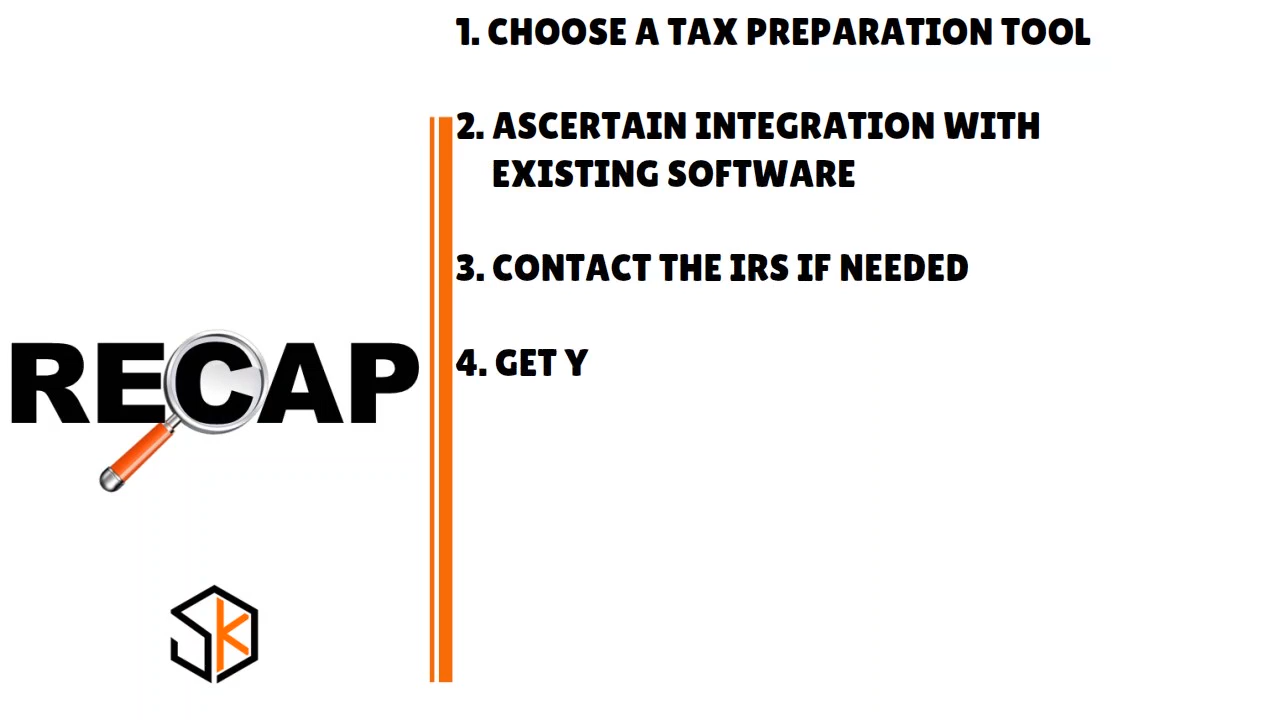 1. CHOOSE A TAX PREPARATION TOOL
2. ASCERTAIN INTEGRATION WITH
EXISTING SOFTWARE
3. CONTACT THE IRS IF NEEDED
4. GET Y
RECAP
SK